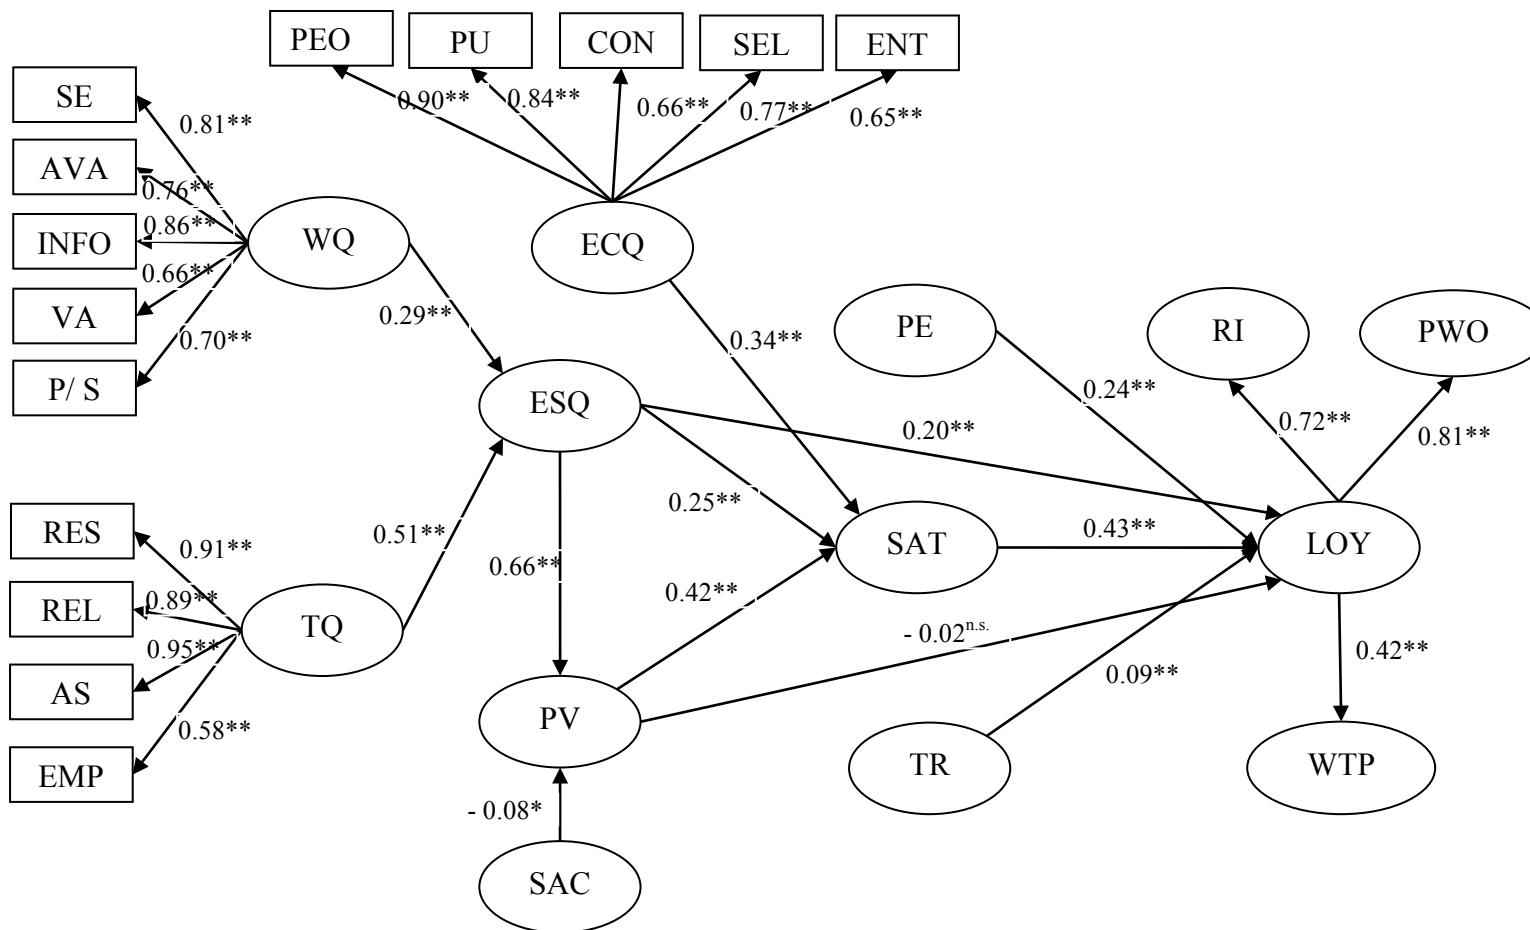 PEO
PU
CON
SEL
ENT
SE
0.90**
0.84**
0.66**
0.77**
0.65**
0.81**
AVA
0.76**
INFO
0.86**
WQ
ECQ
0.66**
VA
0.29**
0.70**
0.34**
PE
RI
PWO
P/ S
ESQ
0.24**
0.72**
0.81**
0.20**
RES
0.91**
0.51**
0.25**
SAT
0.43**
LOY
0.66**
REL
0.89**
TQ
0.42**
- 0.02n.s.
AS
0.95**
0.09**
0.42**
EMP
0.58**
PV
TR
WTP
- 0.08*
SAC